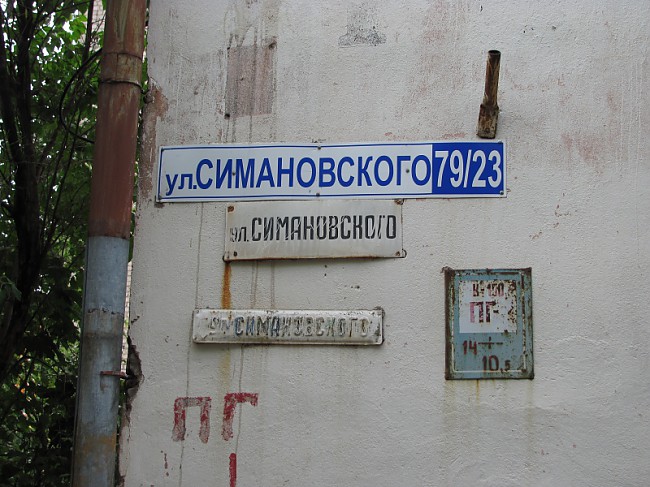 ул.СИМАНОВСКОГО 79/23
ул.СИМАНОВСКОГО
ул СИМАНОВСКОГО
ПГ
14 + 10,5
ПГ